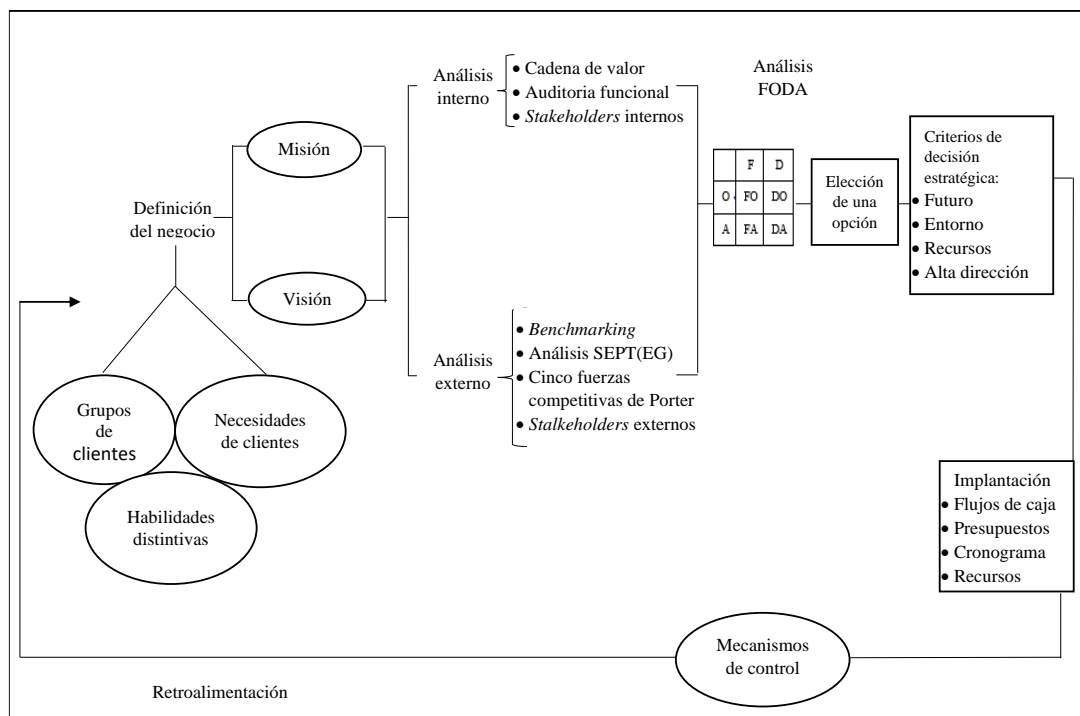 Definición
del negocio
Misión
Visión
Grupos
de
clientes
Necesidades
de clientes
Habilidades
distintivas
Análisis
interno
• Cadena de valor
• Auditoria funcional
• Stakeholders internos
Análisis
externo
• Benchmarking
• Análisis SEPT(EG)
• Cinco fuerzas
competitivas de Porter
• Stalkeholders externos
Análisis
FODA
F D
O FO DO
A FA DA
Elección
de una
opción
Criterios de
decisión
estratégica:
• Futuro
• Entorno
• Recursos
• Alta dirección
Implantación
• Flujos de caja
• Presupuestos
• Cronograma
• Recursos
Mecanismos
de control
Retroalimentación